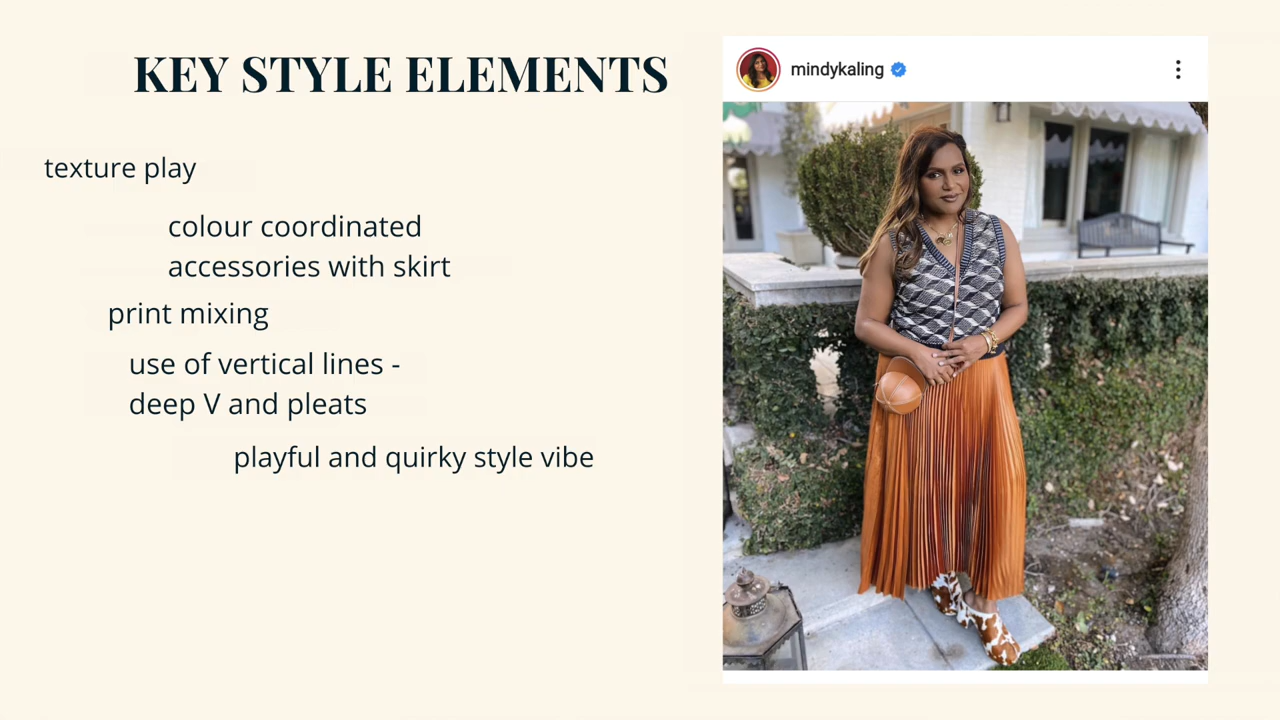 KEY STYLE ELEMENTS
texture play
colour coordinated
accessories with skirt
print mixing
use of vertical lines -
deep V and pleats
playful and quirky style vibe
mindykaling